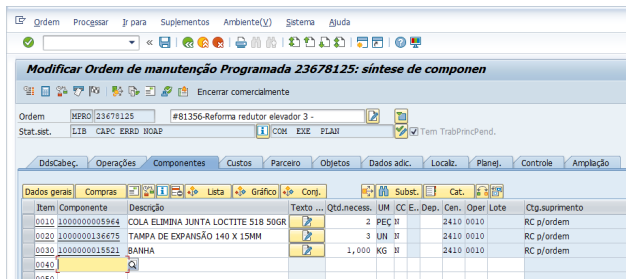 Ordem Processar Ir para Suplementos Ambiente(V) Sistema Ajuda
Modificar Ordem de manutenção Programada 23678125: síntese de componen
Encerrar comercialmente
Ordem MPRO 23678125 #81356-Reforma redutor elevador 3 -
Stat.sist. LIB CAPC ERRD NOAP COM EXE PLAN Tem TrabPrincPend.
DdsCabeç. Operações Componentes Custos Parceiro Objetos Dados adic. Localiz. Planej. Controle Ampliação
Dados gerais Compras Lista Gráfico Conj. Subst. Cat.
Item Componente Descrição Texto ... Qtd.necess. UM CC E.. Dep. Cen. Oper Lote Ctg.suprimento
0010 1000000005964 COLA ELIMINA JUNTA LOCTITE 518 50GR 2 PEÇ N 2410 0010 RC p/ordem
0020 1000000136675 TAMPA DE EXPANSÃO 140 X 15MM 3 UN N 2410 0010 RC p/ordem
0030 1000000015521 BANHA 1,000 KG N 2410 0010 RC p/ordem
0040
0050